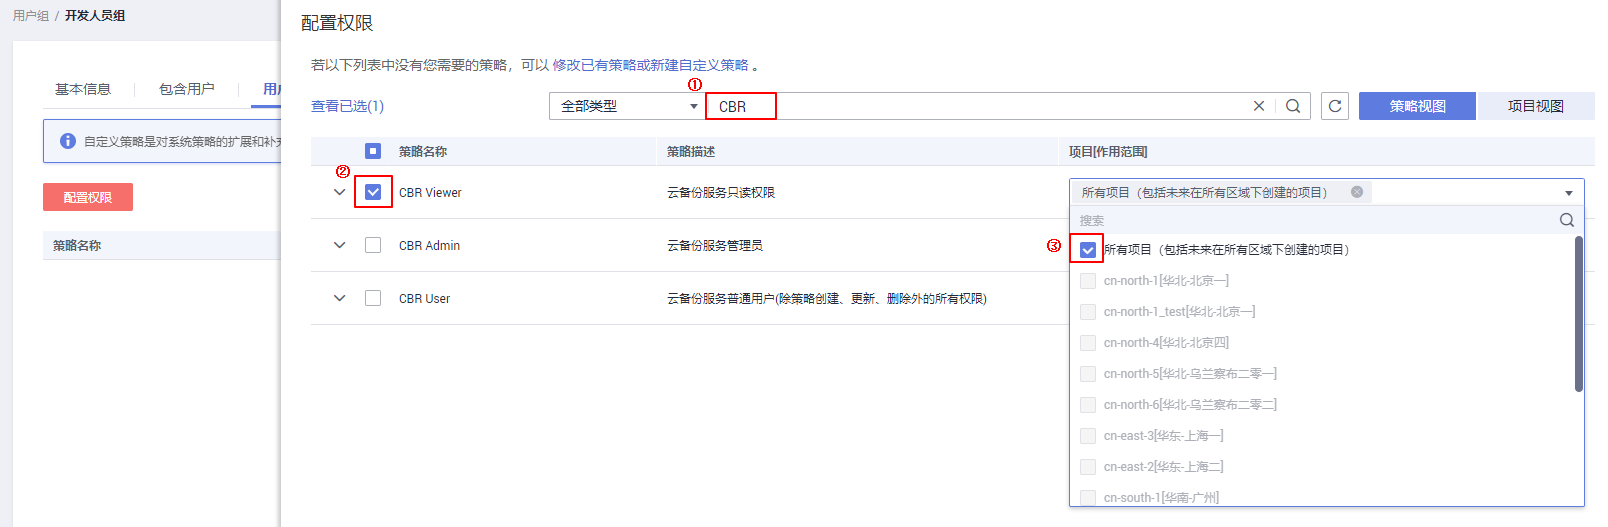 用户组 / 开发人员组
基本信息
包含用户
自定义策略是对系统策略的扩展和补
配置权限
策略名称
配置权限
若以下列表中没有您需要的策略，可以 修改已有策略或新建自定义策略 。
查看已选(1)
全部类型
①
CBR
策略视图
项目视图
策略名称
策略描述
项目[作用范围]
②
CBR Viewer
云备份服务只读权限
所有项目（包括未来在所有区域下创建的项目）
CBR Admin
云备份服务管理员
CBR User
云备份服务普通用户(除策略创建、更新、删除外的所有权限)
搜索
③
所有项目（包括未来在所有区域下创建的项目）
cn-north-1[华北-北京一]
cn-north-1_test[华北-北京一]
cn-north-4[华北-北京四]
cn-north-5[华北-乌兰察布二零一]
cn-north-6[华北-乌兰察布二零二]
cn-east-3[华东-上海一]
cn-east-2[华东-上海二]
cn-south-1[华南-广州]